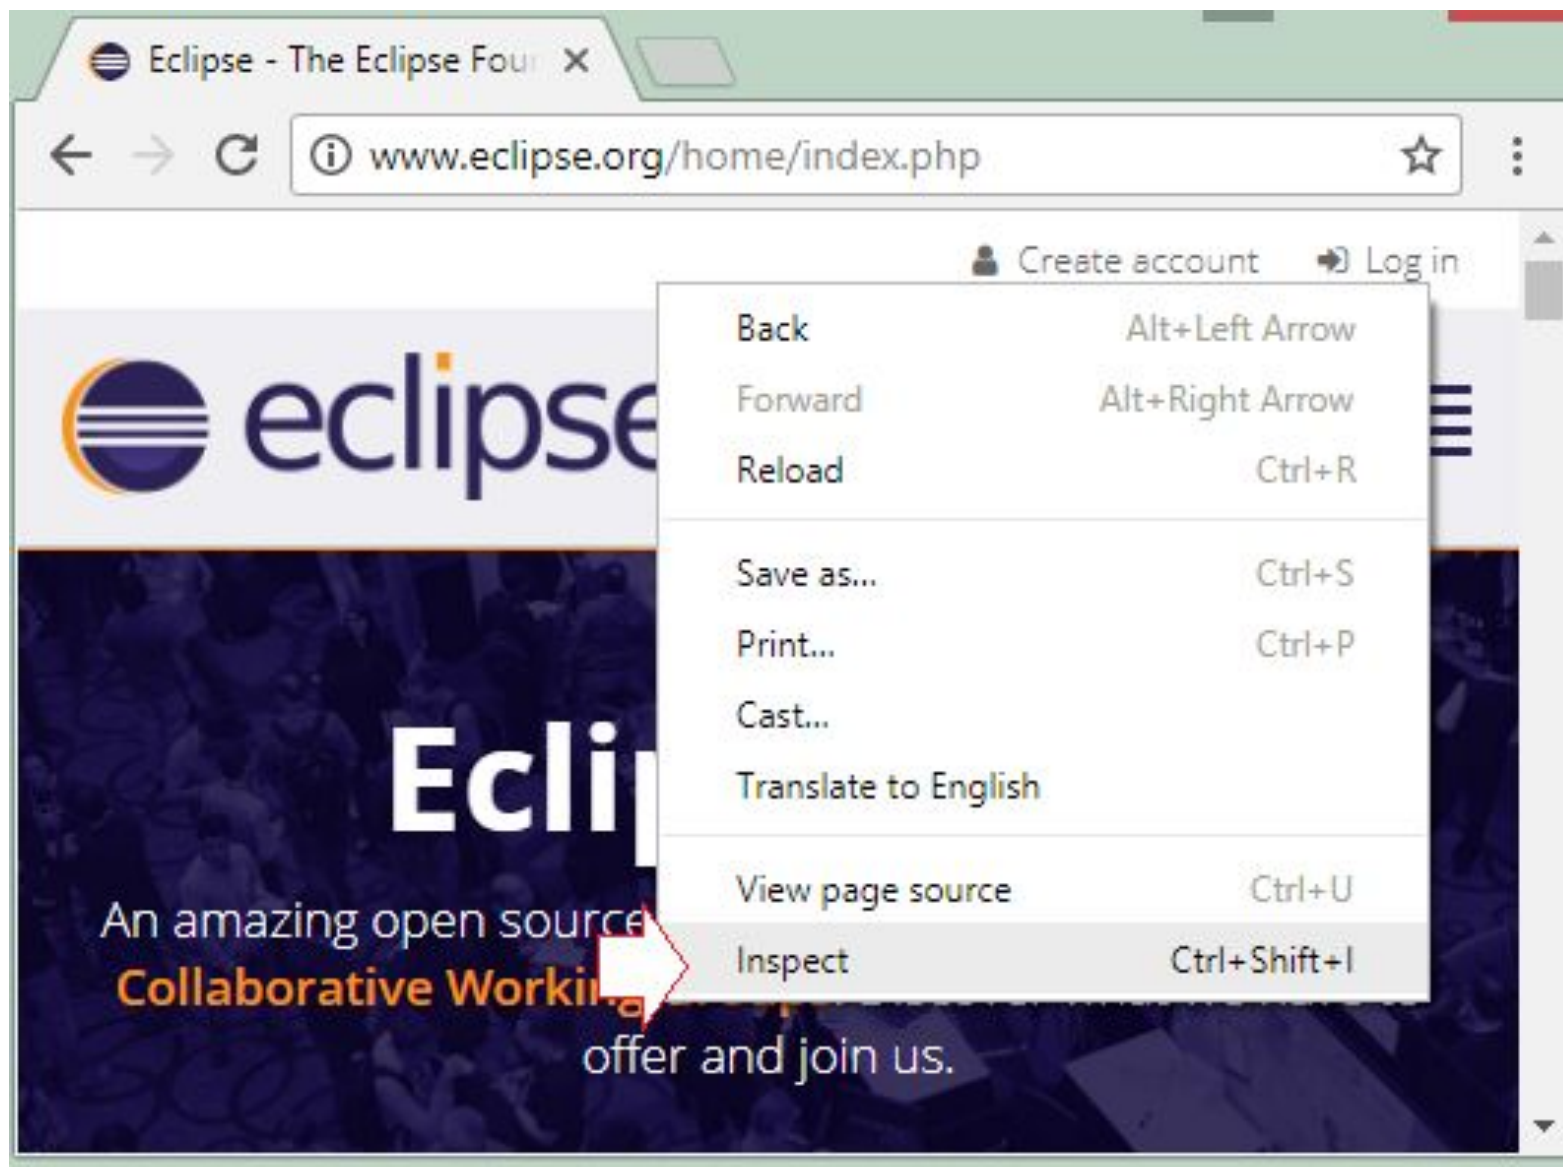 Eclipse - The Eclipse Fou
www.eclipse.org/home/index.php
Create account Log in
eclipse
Back Alt+Left Arrow
Forward Alt+Right Arrow
Reload Ctrl+R
Save as... Ctrl+S
Print... Ctrl+P
Cast...
Translate to English
View page source Ctrl+U
Inspect Ctrl+Shift+I
Eclip
An amazing open source
Collaborative Working
offer and join us.